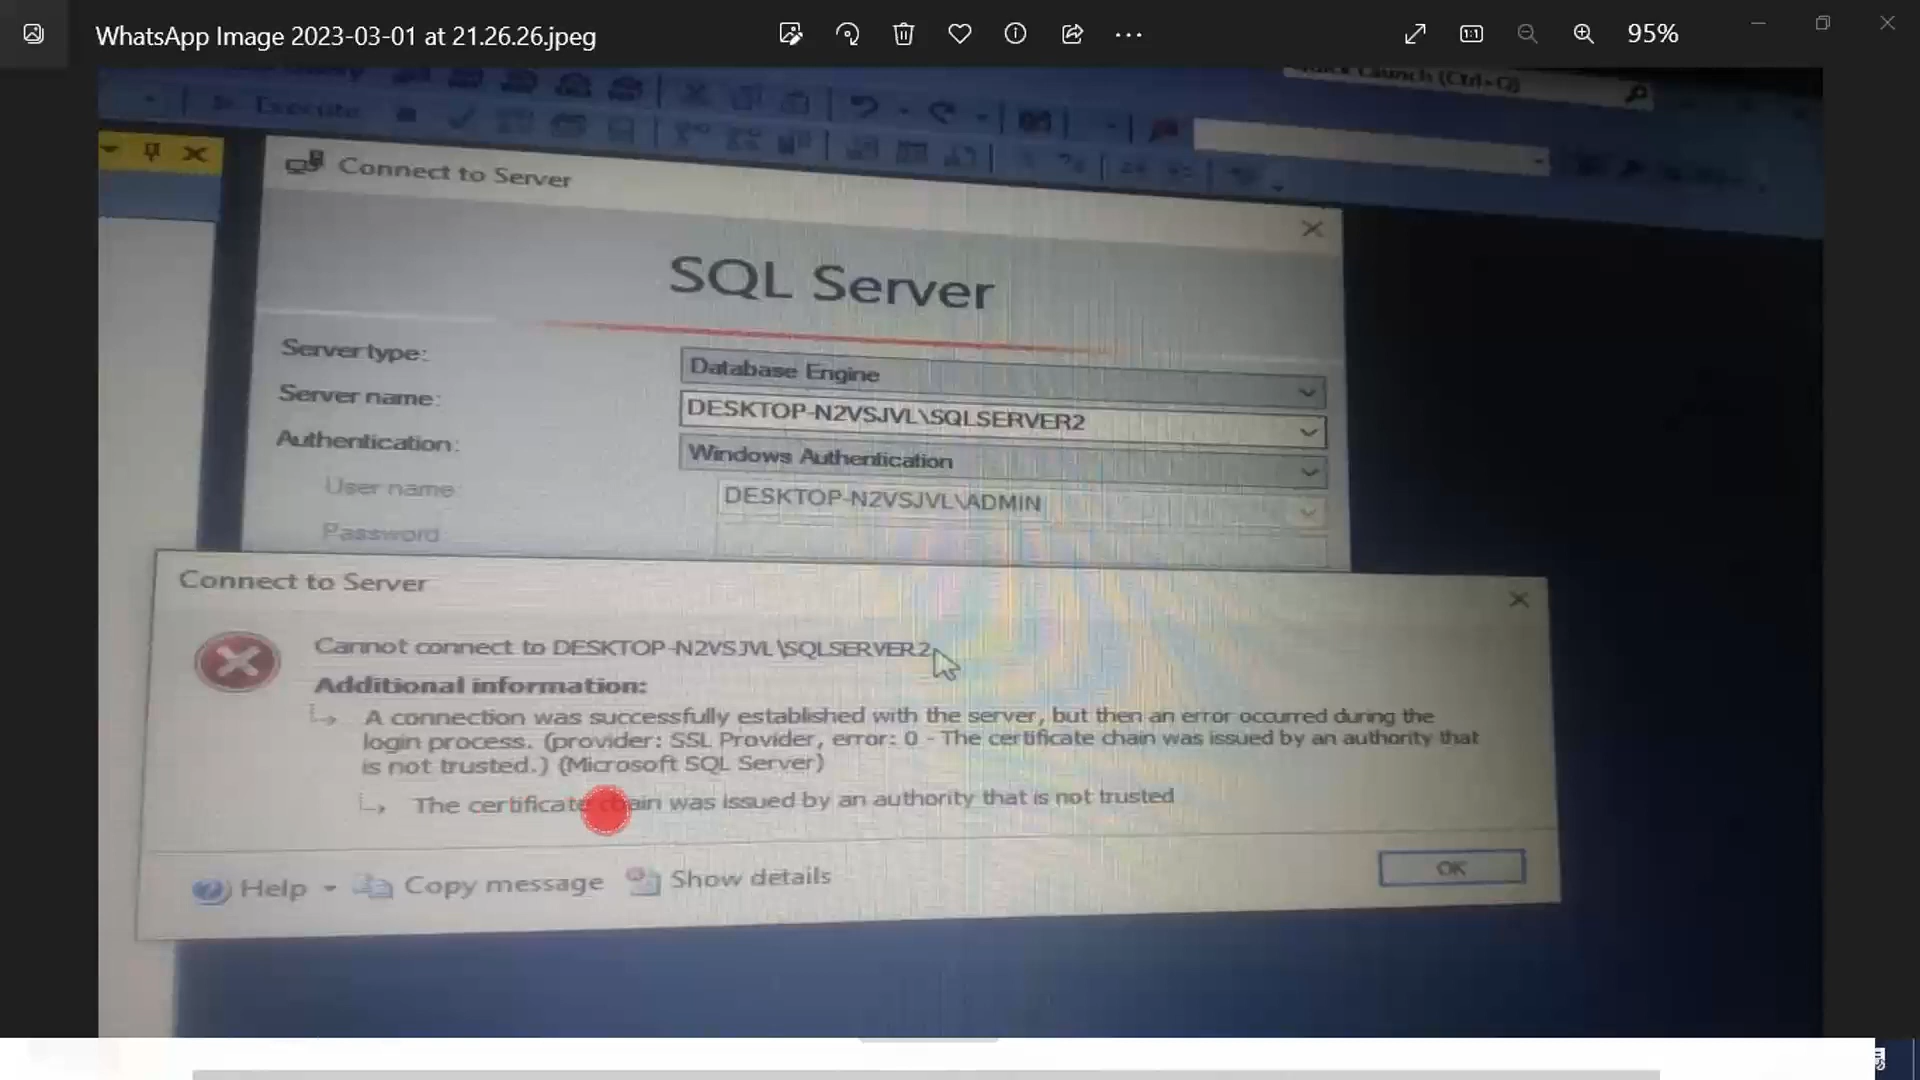 WhatsApp Image 2023-03-01 at 21.26.26.jpeg
95%
Quick Launch (Ctrl+Q)
Execute
Connect to Server
SQL Server
Server type:
Database Engine
Server name:
DESKTOP-N2VSJVL\SQLSERVER2
Authentication:
Windows Authentication
User name:
DESKTOP-N2VSJVL\ADMIN
Password
Connect to Server
Cannot connect to DESKTOP-N2VSJVL\SQLSERVER2.
Additional information:
A connection was successfully established with the server, but then an error occurred during the
login process. (provider: SSL Provider, error: 0 - The certificate chain was issued by an authority that
is not trusted.) (Microsoft SQL Server)
The certificate chain was issued by an authority that is not trusted
Help
Copy message
Show details
OK